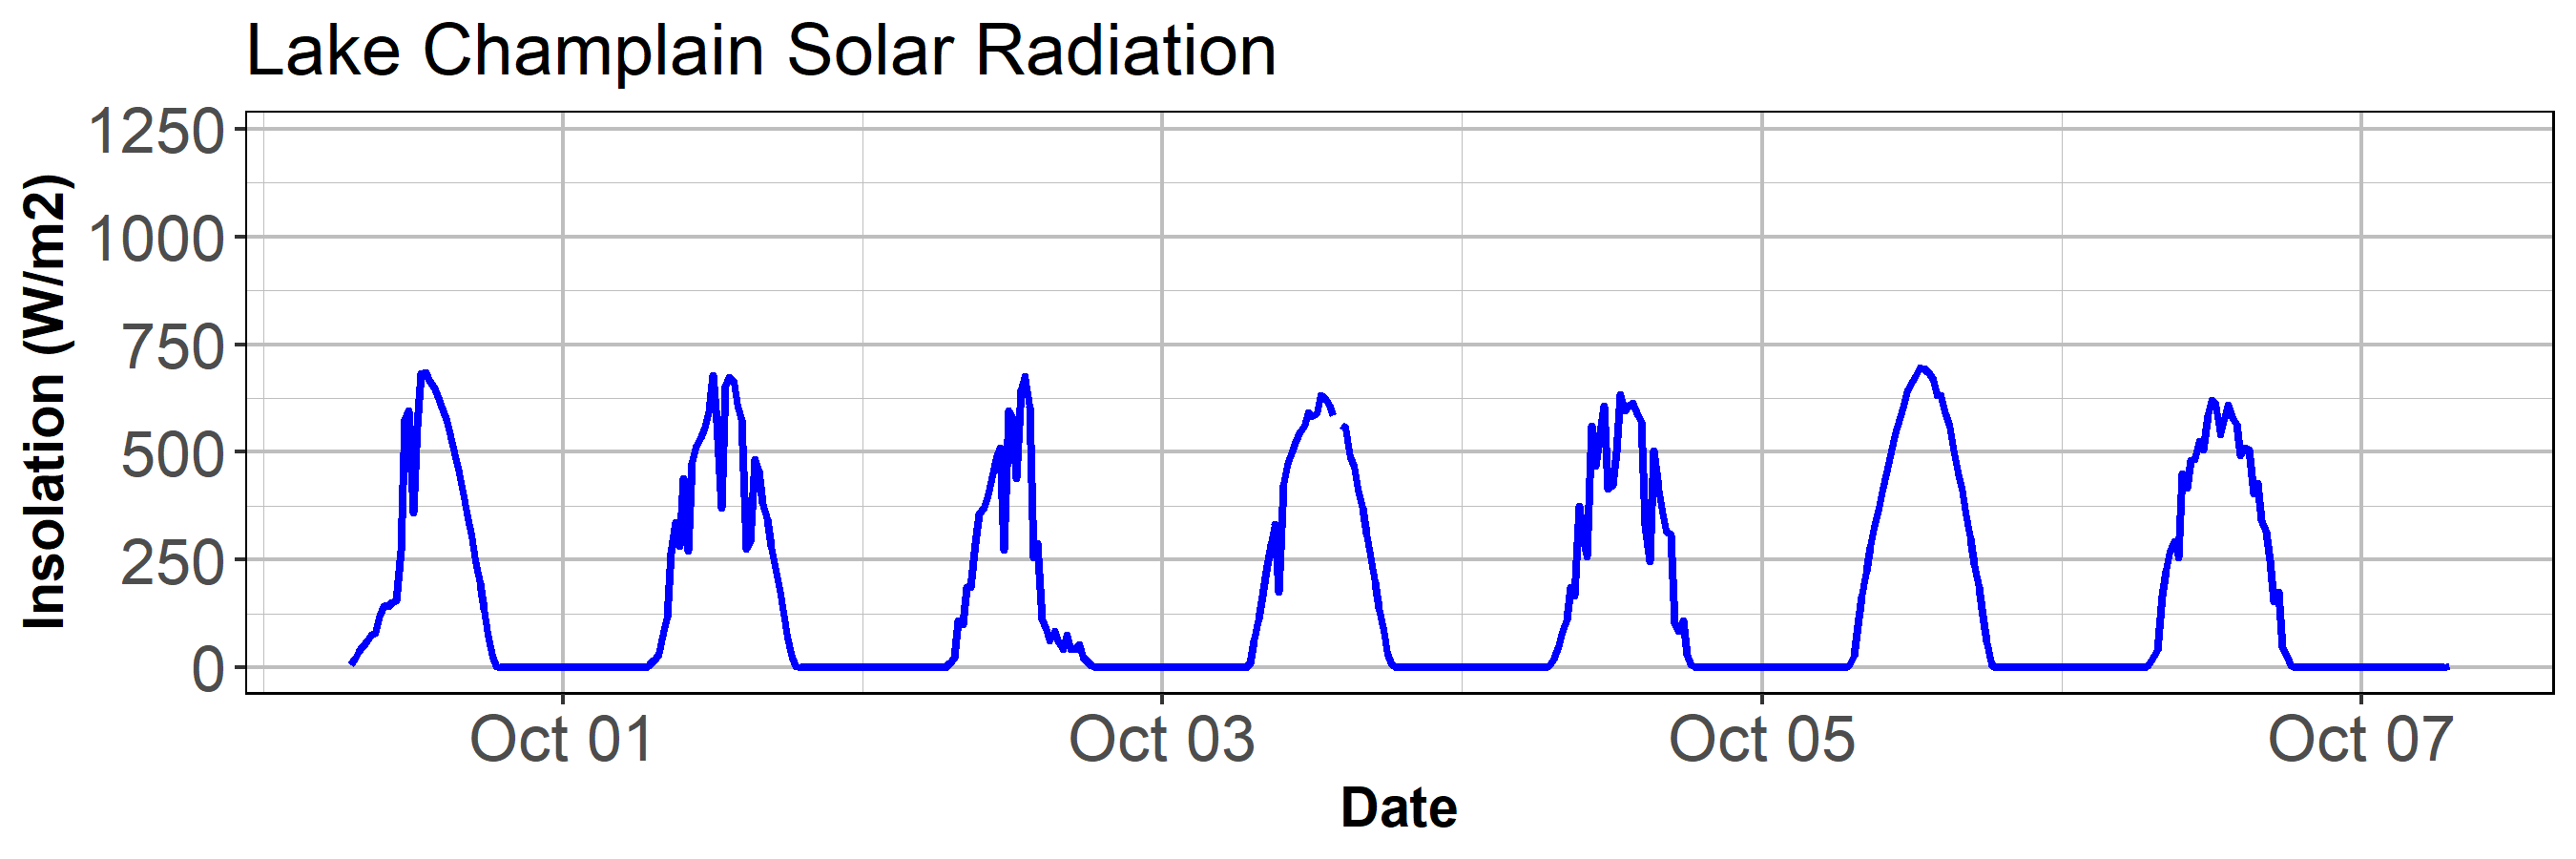 Lake Champlain Solar Radiation
Insolation (W/m2)
1250
1000
750
500
250
0
Oct 01
Oct 03
Oct 05
Oct 07
Date